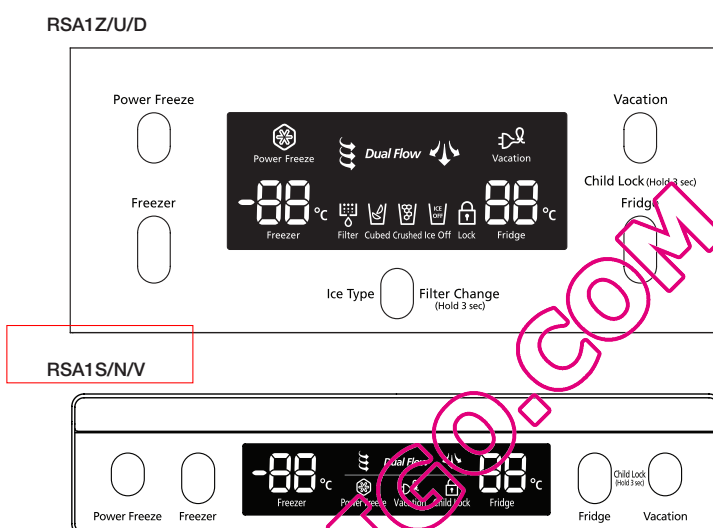 RSA1Z/U/D
Power Freeze
Vacation
Power Freeze
Dual Flow
Vacation
Child Lock (Hold 3 sec)
Freezer
Fridge
-88 °C
88 °C
ICE OFF
Freezer Filter Cubed Crushed Ice Off Lock Fridge
Ice Type
Filter Change
(Hold 3 sec)
RSA1S/N/V
-88 °C
Dual Flow
88 °C
Freezer
Power Freeze Vacation Child Lock
Fridge
Child Lock
(Hold 3 sec)
Power Freeze Freezer
Fridge Vacation
TGO.COM